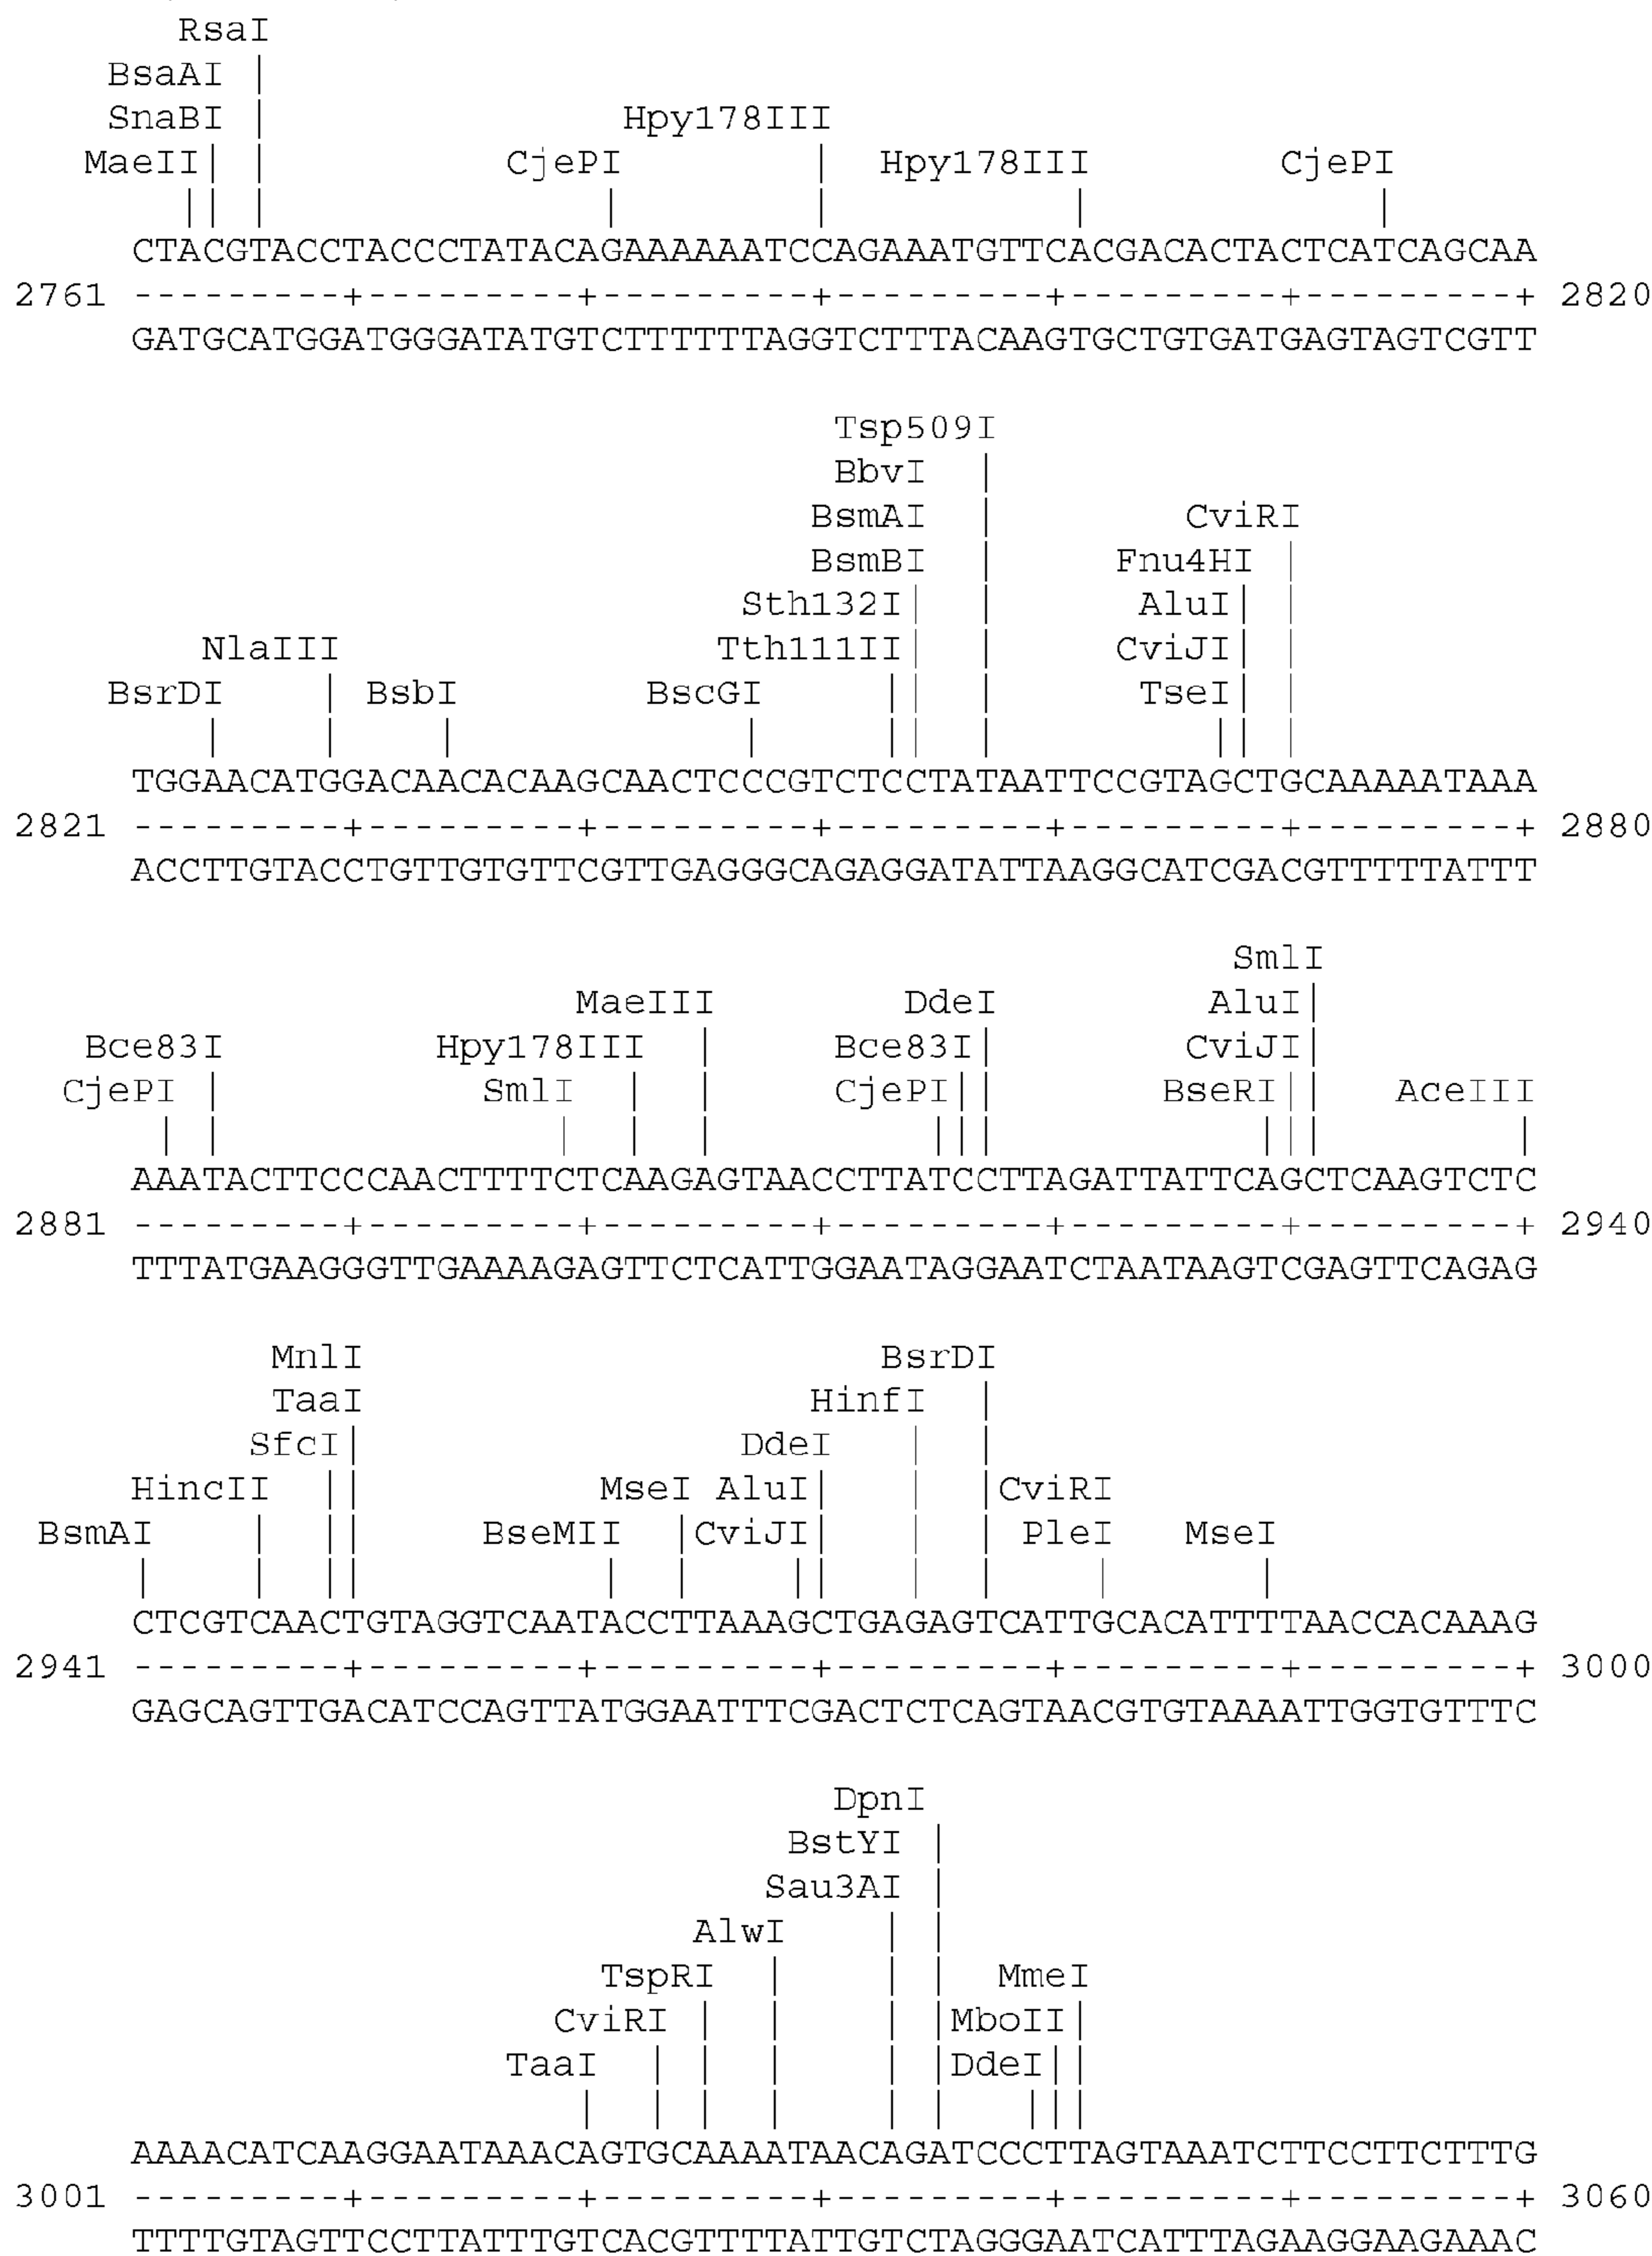 RsaI
BsaAI |
SnaBI |
Hpy178III
MaeII| | CjePI | Hpy178III CjePI
|| | | | | |
CTACGTACCTACCCTATACAGAAAAAATCCAGAAATGTTCACGACACTACTCATCAGCAA
2761 ---------+---------+---------+---------+---------+---------+ 2820
GATGCATGGATGGGATATGTCTTTTTTAGGTCTTTACAAGTGCTGTGATGAGTAGTCGTT
Tsp509I
BbvI |
BsmAI | CviRI
BsmBI | Fnu4HI |
Sth132I| | AluI| |
NlaIII Tth111II| | CviJI| |
BsrDI | BsbI BscGI || | TseI| |
| | | | || | || |
TGGAACATGGACAACACAAGCAACTCCCGTCTCCTATAATTCCGTAGCTGCAAAAATAAA
2821 ---------+---------+---------+---------+---------+---------+ 2880
ACCTTGTACCTGTTGTGTTCGTTGAGGGCAGAGGATATTAAGGCATCGACGTTTTTATTT
SmlI
MaeIII DdeI AluI|
Bce83I Hpy178III | Bce83I| CviJI|
CjePI | SmlI | | CjePI|| BseRI|| AceIII
| | | | | ||| ||| |
AAATACTTCCCAACTTTTCTCAAGAGTAACCTTATCCTTAGATTATTCAGCTCAAGTCTC
2881 ---------+---------+---------+---------+---------+---------+ 2940
TTTATGAAGGGTTGAAAAGAGTTCTCATTGGAATAGGAATCTAATAAGTCGAGTTCAGAG
MnlI BsrDI
TaaI HinfI |
SfcI| DdeI | |
HincII || MseI AluI| | |CviRI
BsmAI | || BseMII |CviJI| | | PleI MseI
| | || | | || | | | |
CTCGTCAACTGTAGGTCAATACCTTAAAGCTGAGAGTCATTGCACATTTTAACCACAAAG
2941 ---------+---------+---------+---------+---------+---------+ 3000
GAGCAGTTGACATCCAGTTATGGAATTTCGACTCTCAGTAACGTGTAAAATTGGTGTTTC
DpnI
BstYI |
Sau3AI |
AlwI | |
TspRI | | | MmeI
CviRI | | | |MboII|
TaaI | | | | |DdeI||
| | | | | | |||
AAAACATCAAGGAATAAACAGTGCAAAATAACAGATCCCTTAGTAAATCTTCCTTCTTTG
3001 ---------+---------+---------+---------+---------+---------+ 3060
TTTTGTAGTTCCTTATTTGTCACGTTTTATTGTCTAGGGAATCATTTAGAAGGAAGAAAC